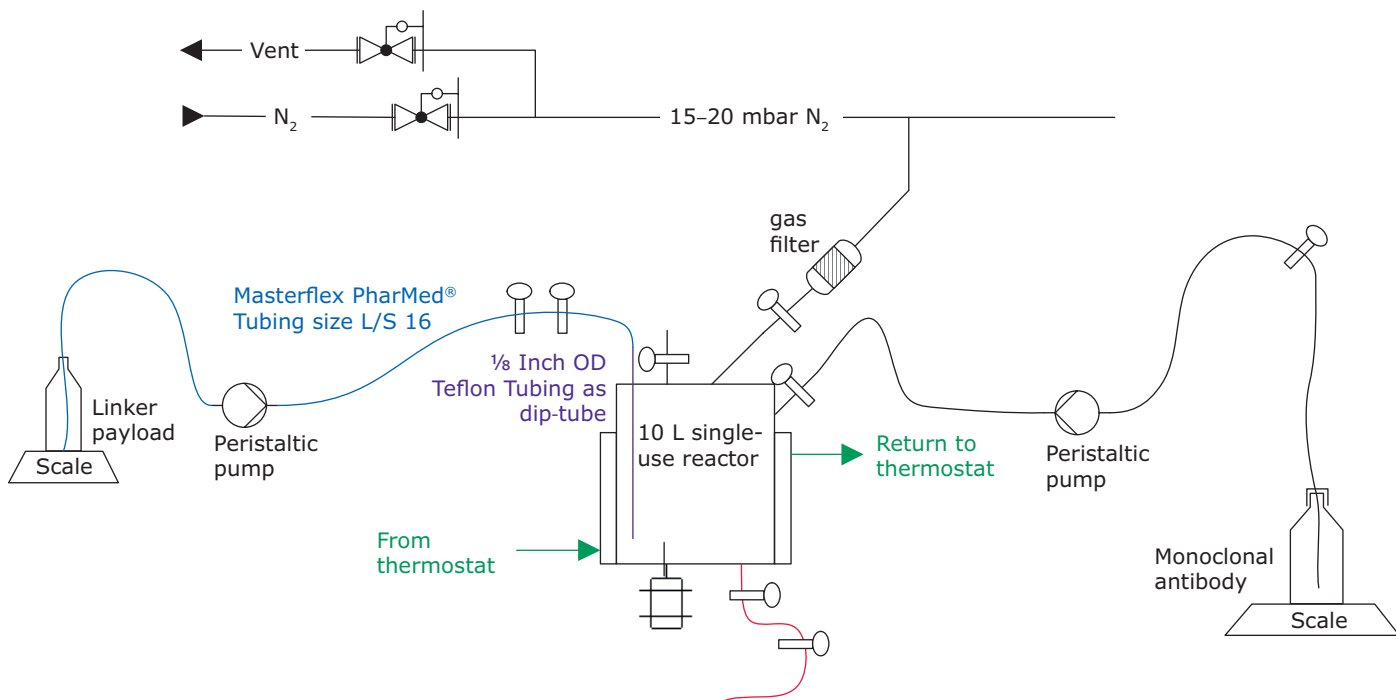 Vent
N₂
15–20 mbar N₂
gas
filter
Masterflex PharMed®
Tubing size L/S 16
⅛ Inch OD
Teflon Tubing as
dip-tube
Linker
payload
Scale
Peristaltic
pump
10 L single-
use reactor
Return to
thermostat
Peristaltic
pump
From
thermostat
Monoclonal
antibody
Scale